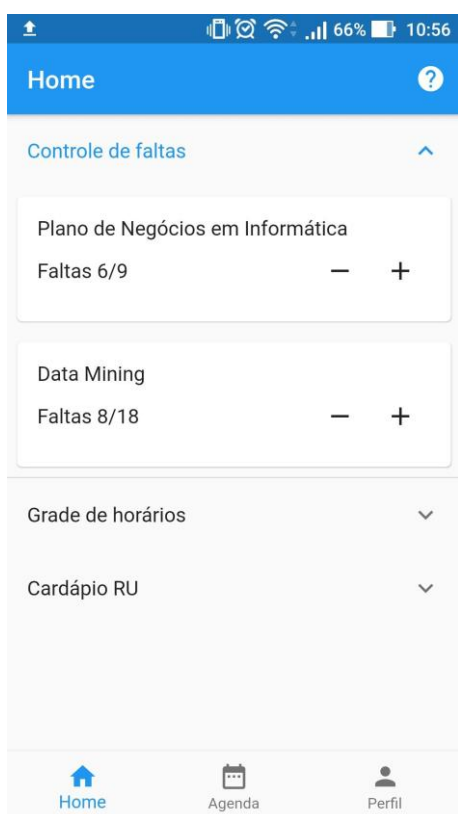 66% 10:56
Home
Controle de faltas
Plano de Negócios em Informática
Faltas 6/9
Data Mining
Faltas 8/18
Grade de horários
Cardápio RU
Home Agenda Perfil